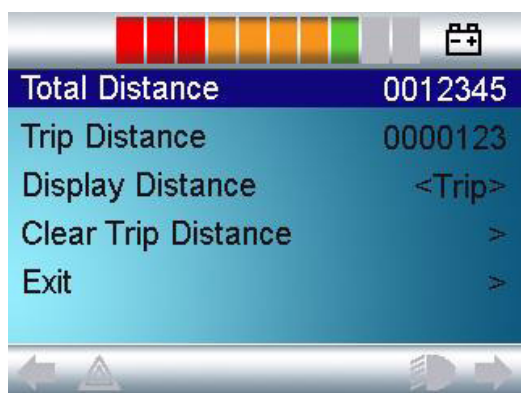 Total Distance 0012345
Trip Distance 0000123
Display Distance <Trip>
Clear Trip Distance >
Exit >